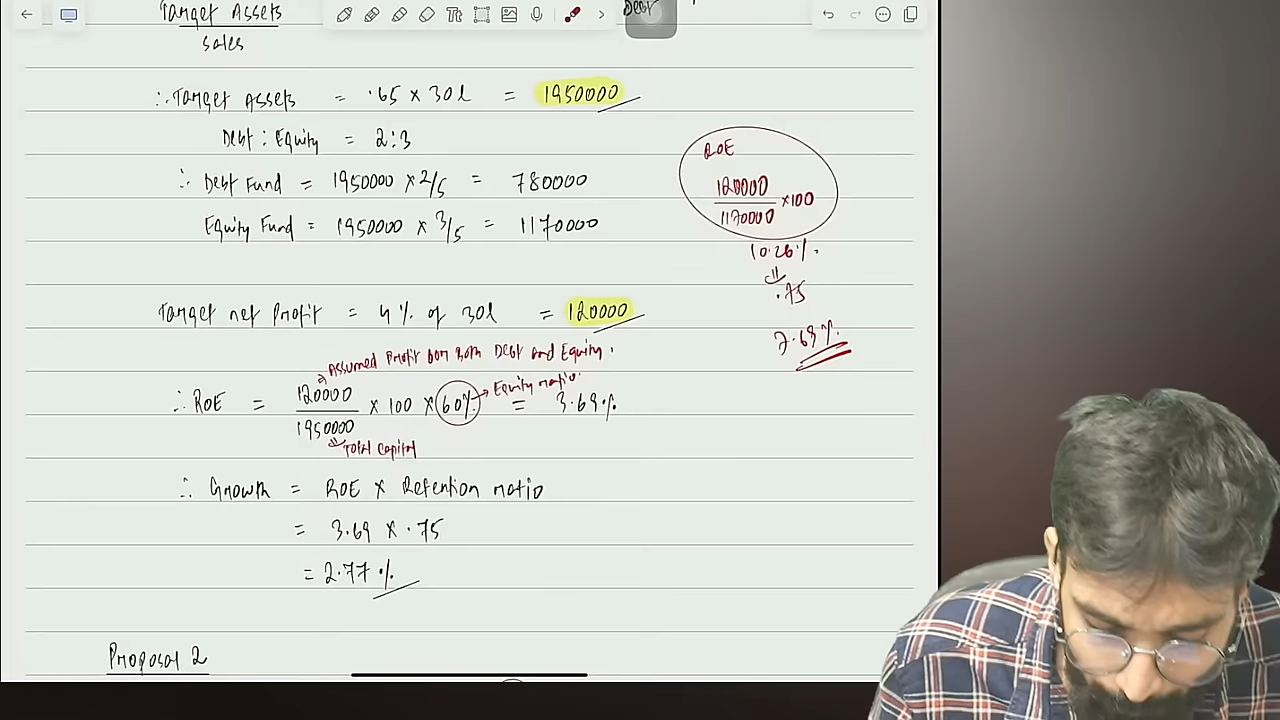 Target Assets
Sales
∴ Target Assets = .65 × 30l = 1950000
Debt : Equity = 2:3
∴ Debt Fund = 1950000 × 2/5 = 780000
Equity Fund = 1950000 × 3/5 = 1170000
Target net Profit = 4% of 30l = 120000
Assumed Profit for both Debt and Equity.
∴ ROE = 120000 / 1950000 × 100 × 60% = 3.69%
Equity ratio.
Total Capital
∴ Growth = ROE × Retention ratio
= 3.69 × .75
= 2.77 %
Proposal 2
Debt
ROE
120000 / 1170000 × 100
10.26%.
.75
7.69%.